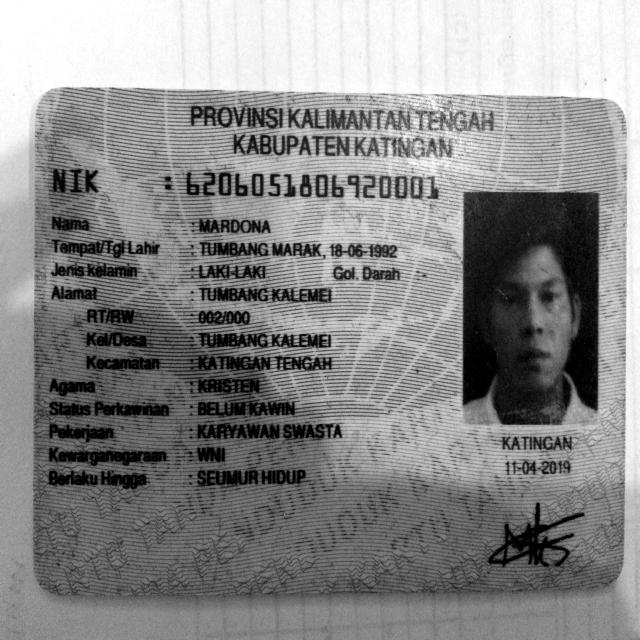 PROVINSI KALIMANTAN TENGAH
KABUPATEN KATINGAN
NIK : 6206051806920001
Nama : MARDONA
Tempat/Tgl Lahir : TUMBANG MARAK, 18-06-1992
Jenis kelamin : LAKI-LAKI Gol. Darah
Alamat : TUMBANG KALEMEI
RT/RW : 002/000
Kel/Desa : TUMBANG KALEMEI
Kecamatan : KATINGAN TENGAH
Agama : KRISTEN
Status Perkawinan : BELUM KAWIN
Pekerjaan : KARYAWAN SWASTA
Kewarganegaraan : WNI
Berlaku Hingga : SEUMUR HIDUP
KATINGAN
11-04-2019